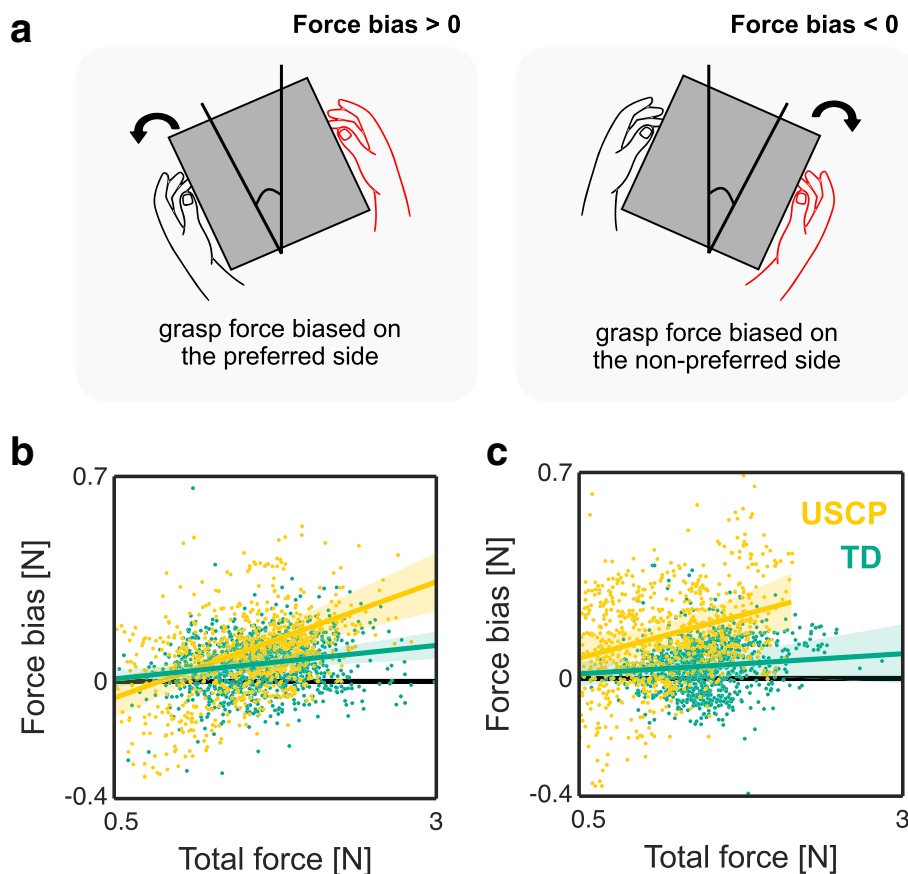 a
Force bias > 0
Force bias < 0
grasp force biased on
the preferred side
grasp force biased on
the non-preferred side
b
0.7
0
-0.4
Force bias [N]
0.5
3
Total force [N]
c
0.7
0
-0.4
Force bias [N]
USCP
TD
0.5
3
Total force [N]